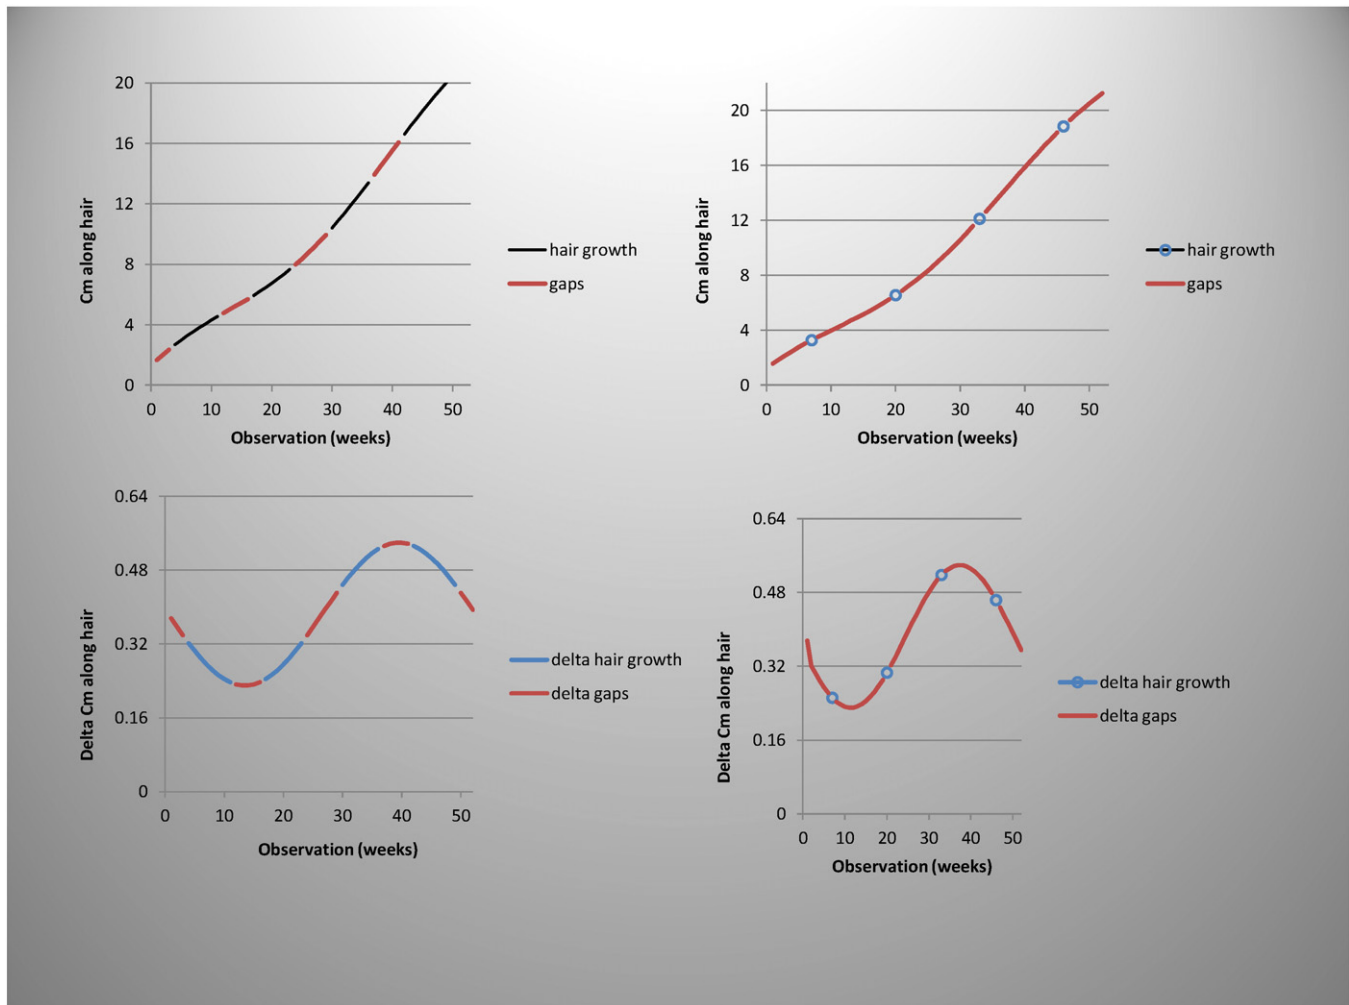 20
16
12
8
4
0
0 10 20 30 40 50
Cm along hair
Observation (weeks)
hair growth
gaps
20
16
12
8
4
0
0 10 20 30 40 50
Cm along hair
Observation (weeks)
hair growth
gaps
0.64
0.48
0.32
0.16
0
0 10 20 30 40 50
Delta Cm along hair
Observation (weeks)
delta hair growth
delta gaps
0.64
0.48
0.32
0.16
0
0 10 20 30 40 50
Delta Cm along hair
Observation (weeks)
delta hair growth
delta gaps